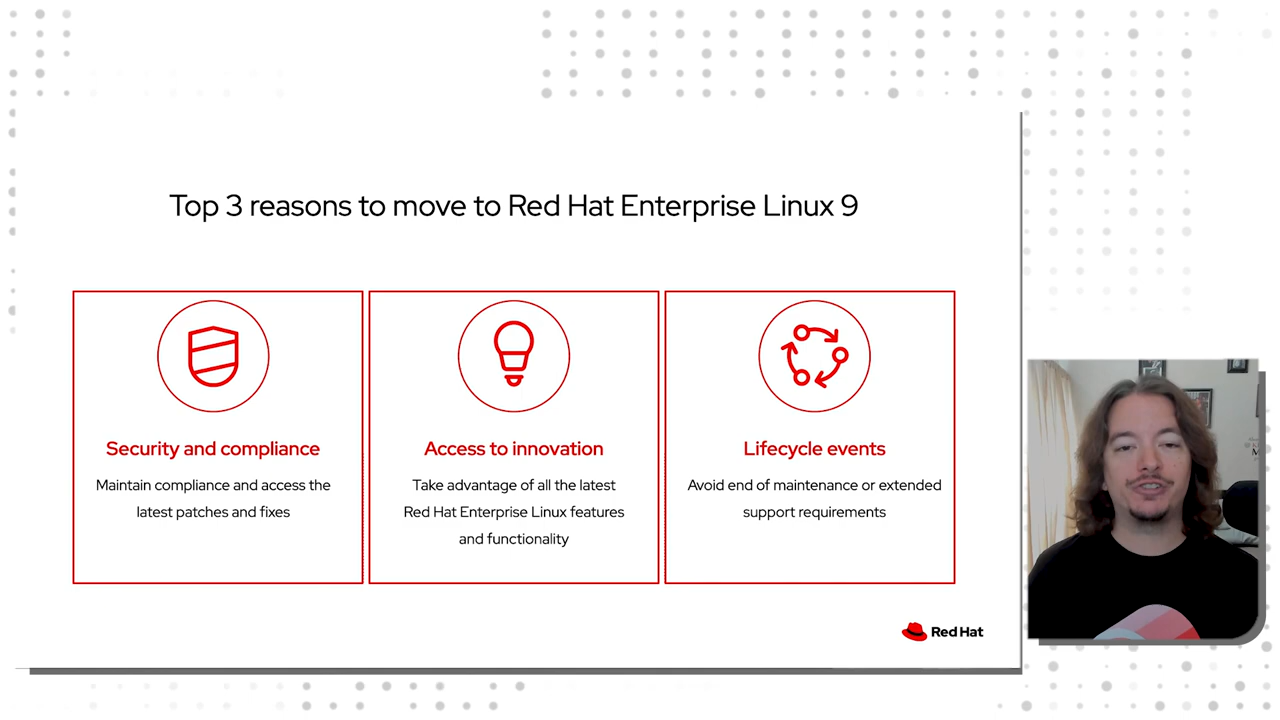 Top 3 reasons to move to Red Hat Enterprise Linux 9
Security and compliance
Maintain compliance and access the
latest patches and fixes
Access to innovation
Take advantage of all the latest
Red Hat Enterprise Linux features
and functionality
Lifecycle events
Avoid end of maintenance or extended
support requirements
Red Hat